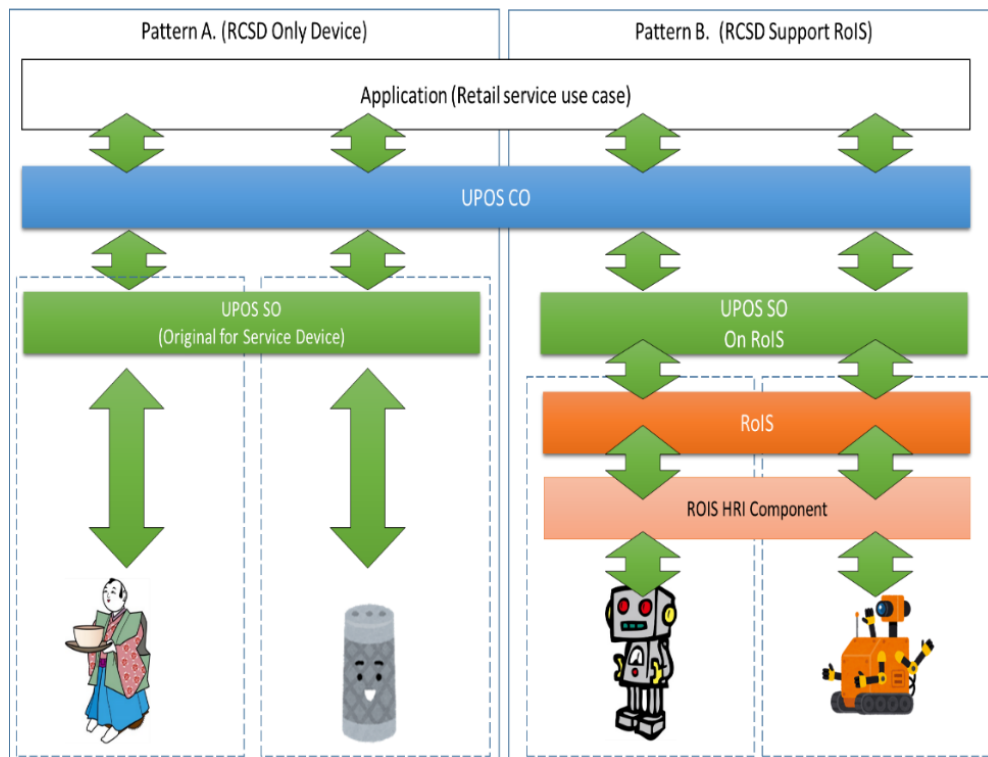 Pattern A. (RCSD Only Device)
Pattern B. (RCSD Support RoIS)
Application (Retail service use case)
UPOS CO
UPOS SO
(Original for Service Device)
UPOS SO
On RoIS
RoIS
ROIS HRI Component